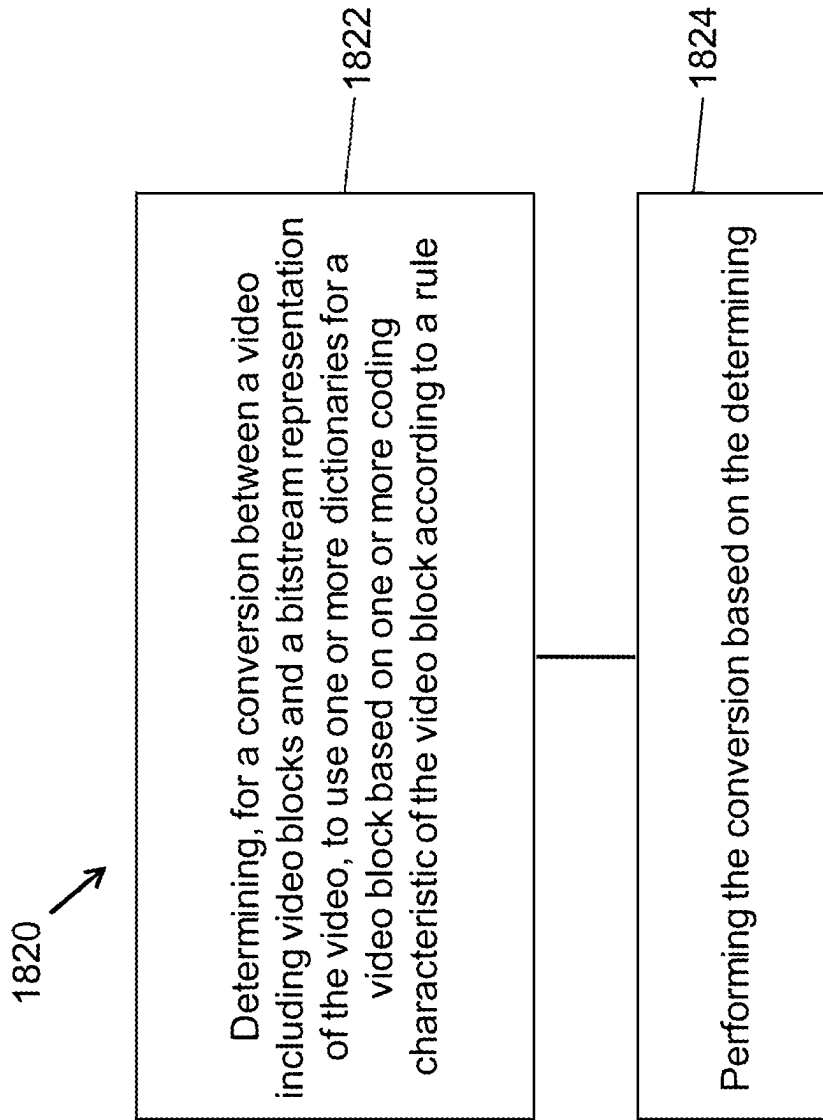 1820
Determining, for a conversion between a video
including video blocks and a bitstream representation
of the video, to use one or more dictionaries for a
video block based on one or more coding
characteristic of the video block according to a rule
1822
Performing the conversion based on the determining
1824